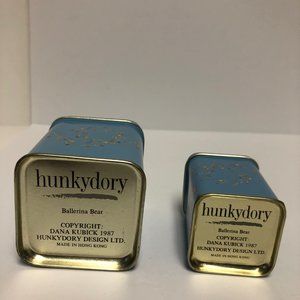 hunkydory
Ballerina Bear
COPYRIGHT:
DANA KUBICK 1987
HUNKYDORY DESIGN LTD.
MADE IN HONG KONG
hunkydory
Ballerina Bear
COPYRIGHT:
DANA KUBICK 1987
HUNKYDORY DESIGN LTD.
MADE IN HONG KONG